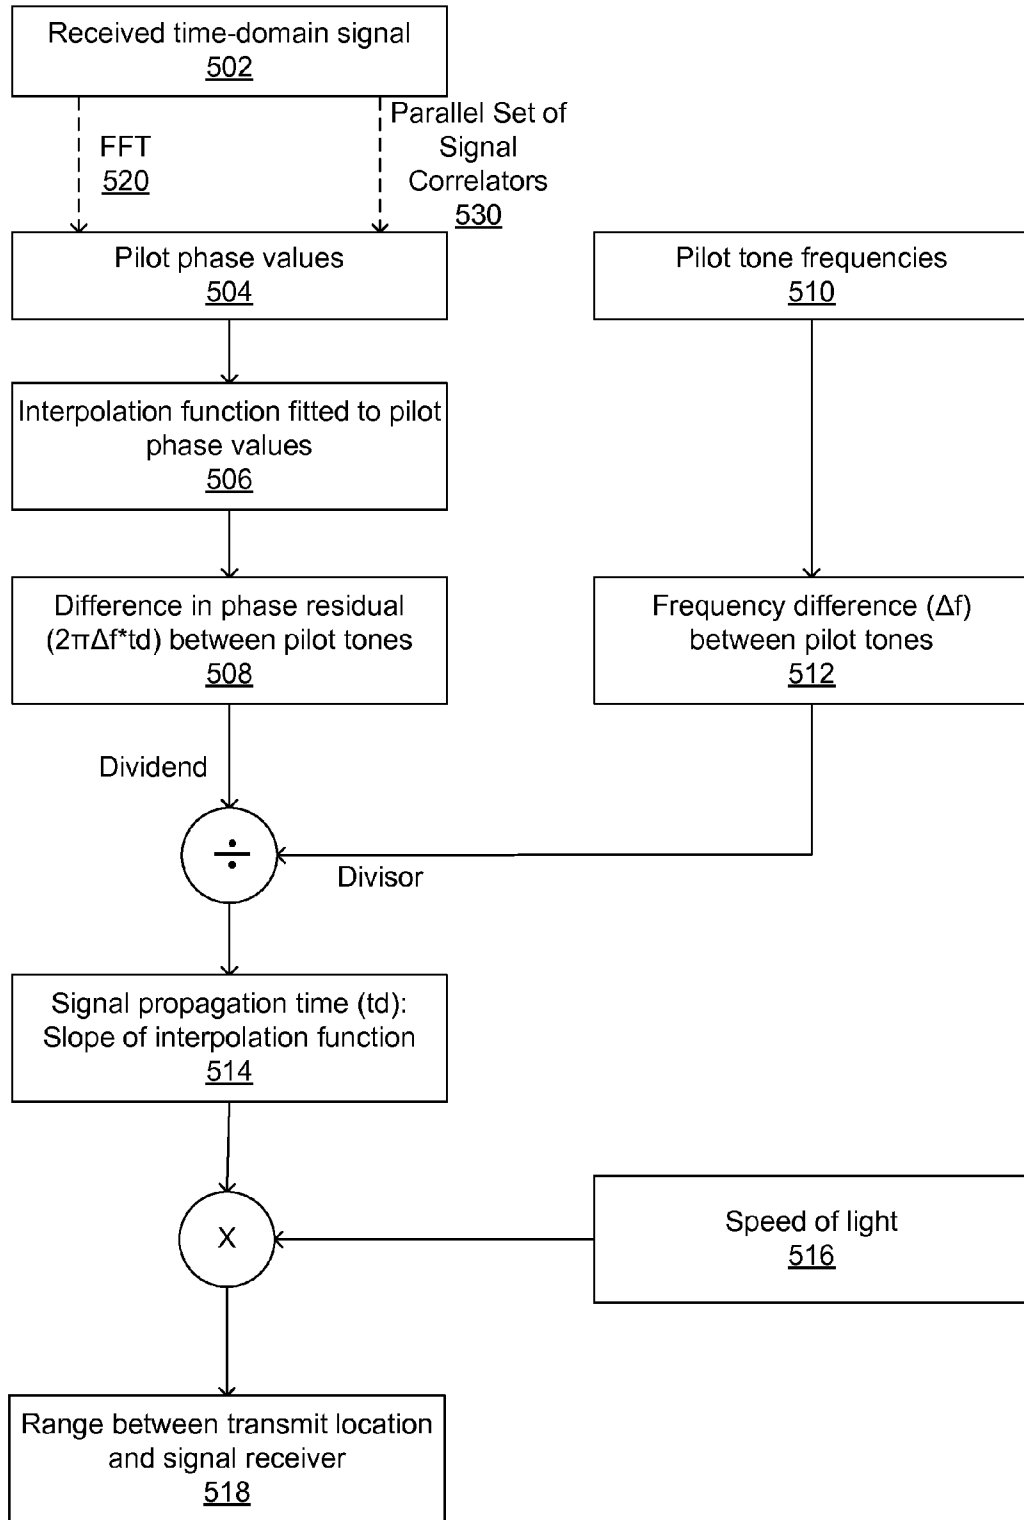 Received time-domain signal
502
FFT
520
Parallel Set of
Signal
Correlators
530
Pilot phase values
504
Pilot tone frequencies
510
Interpolation function fitted to pilot
phase values
506
Difference in phase residual
(2πΔf*td) between pilot tones
508
Frequency difference (Δf)
between pilot tones
512
Dividend
÷
Divisor
Signal propagation time (td):
Slope of interpolation function
514
X
Speed of light
516
Range between transmit location
and signal receiver
518